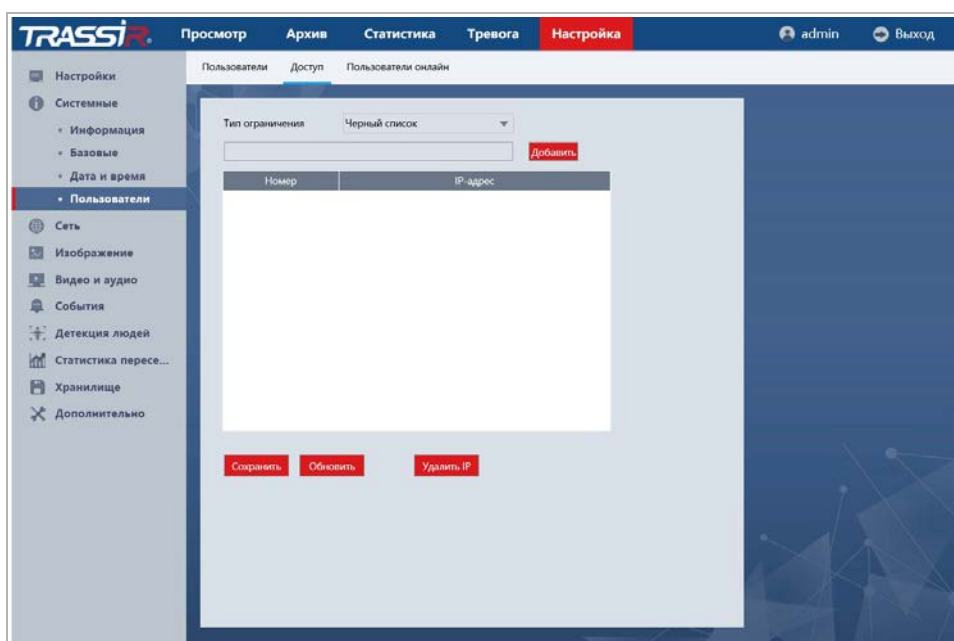 TRASSIR
Просмотр Архив Статистика Тревога Настройка admin Выход
Пользователи Доступ Пользователи онлайн
Настройки
Системные
Информация
Базовые
Дата и время
Пользователи
Сеть
Изображение
Видео и аудио
События
Детекция людей
Статистика пересе...
Хранилище
Дополнительно
Тип ограничения Черный список
Добавить
Номер IP-адрес
Сохранить Обновить Удалить IP